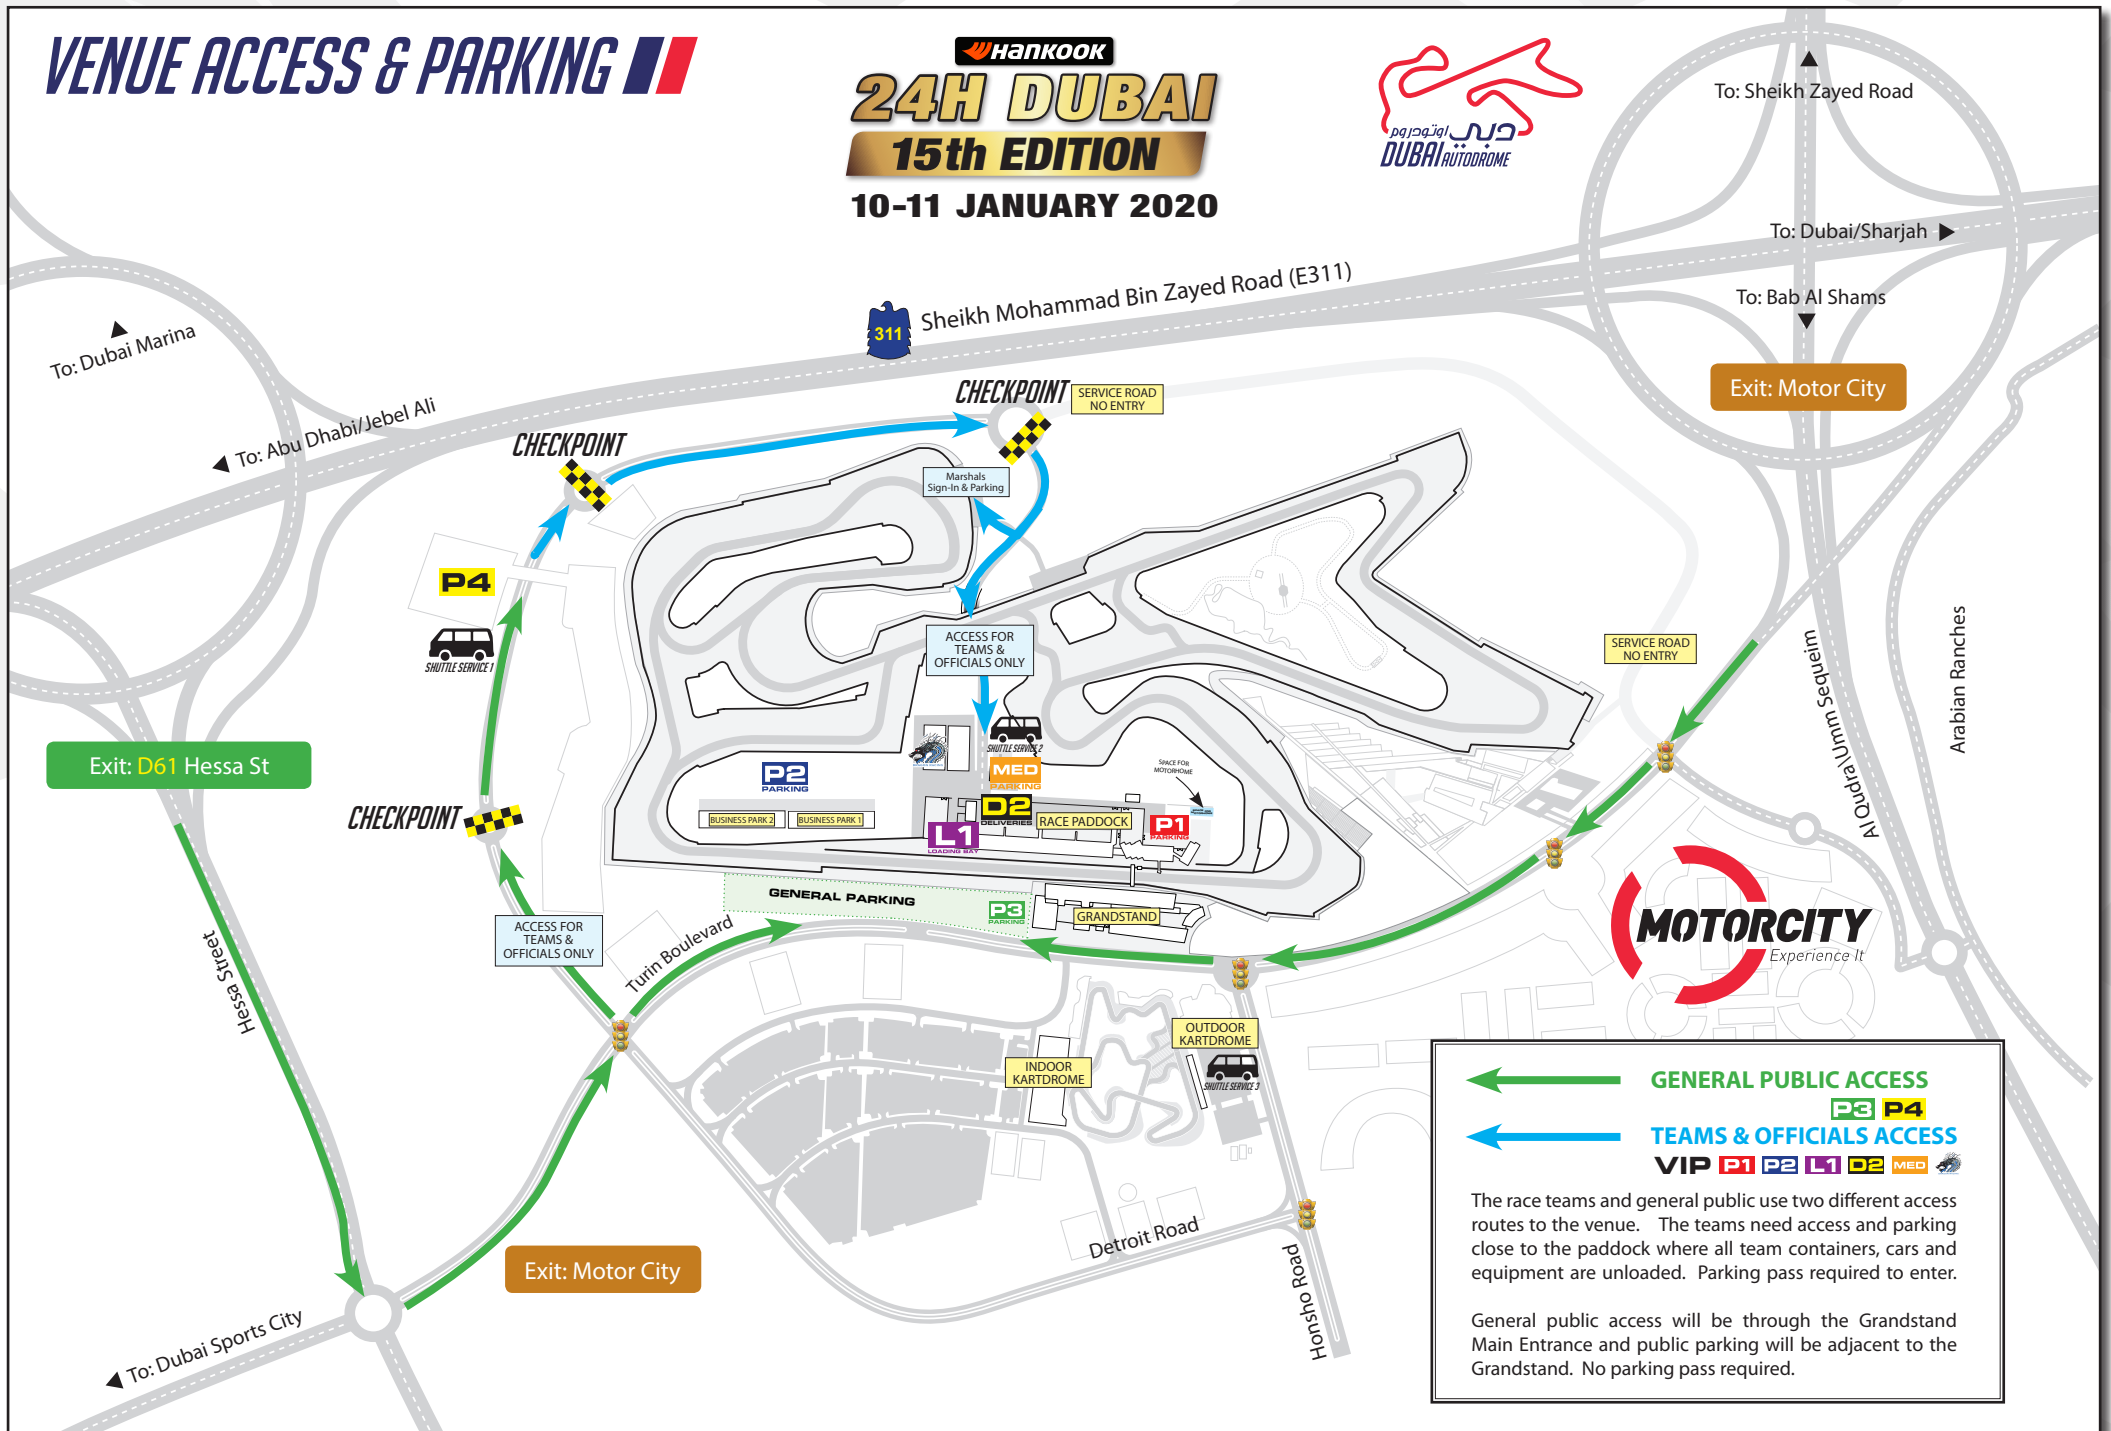 VENUE ACCESS & PARKING
HANKOOK
24H DUBAI
15th EDITION
10-11 JANUARY 2020
دبي اوتودروم
DUBAI AUTODROME
To: Sheikh Zayed Road
To: Dubai/Sharjah
To: Bab Al Shams
Exit: Motor City
Sheikh Mohammad Bin Zayed Road (E311)
311
To: Dubai Marina
To: Abu Dhabi/Jebel Ali
CHECKPOINT
SERVICE ROAD
NO ENTRY
CHECKPOINT
Marshals
Sign-In & Parking
P4
SHUTTLE SERVICE 1
ACCESS FOR
TEAMS &
OFFICIALS ONLY
SERVICE ROAD
NO ENTRY
Al Qudra\Umm Sequeim
Arabian Ranches
Exit: D61 Hessa St
SHUTTLE SERVICE 2
P2
PARKING
MED
PARKING
SPACE FOR
MOTORHOME
D2
DELIVERIES
BUSINESS PARK 2
BUSINESS PARK 1
RACE PADDOCK
P1
PARKING
L1
LOADING BAY
CHECKPOINT
GENERAL PARKING
P3
PARKING
GRANDSTAND
ACCESS FOR
TEAMS &
OFFICIALS ONLY
Turin Boulevard
Hessa Street
MOTORCITY
Experience It
OUTDOOR
KARTDROME
INDOOR
KARTDROME
SHUTTLE SERVICE 3
Exit: Motor City
Detroit Road
Honsho Road
To: Dubai Sports City
GENERAL PUBLIC ACCESS
P3 P4
TEAMS & OFFICIALS ACCESS
VIP P1 P2 L1 D2 MED
The race teams and general public use two different access
routes to the venue. The teams need access and parking
close to the paddock where all team containers, cars and
equipment are unloaded. Parking pass required to enter.
General public access will be through the Grandstand
Main Entrance and public parking will be adjacent to the
Grandstand. No parking pass required.